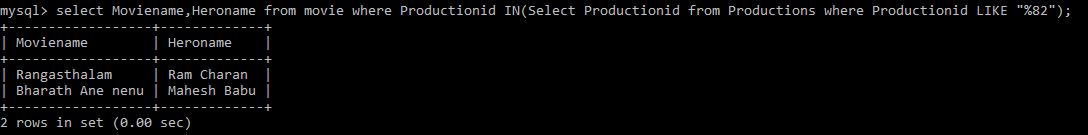 mysql> select Moviename,Heroname from movie where Productionid IN(Select Productionid from Productions where Productionid LIKE "%82");
+------------------+-------------+
| Moviename        | Heroname    |
+------------------+-------------+
| Rangasthalam     | Ram Charan  |
| Bharath Ane nenu | Mahesh Babu |
+------------------+-------------+
2 rows in set (0.00 sec)